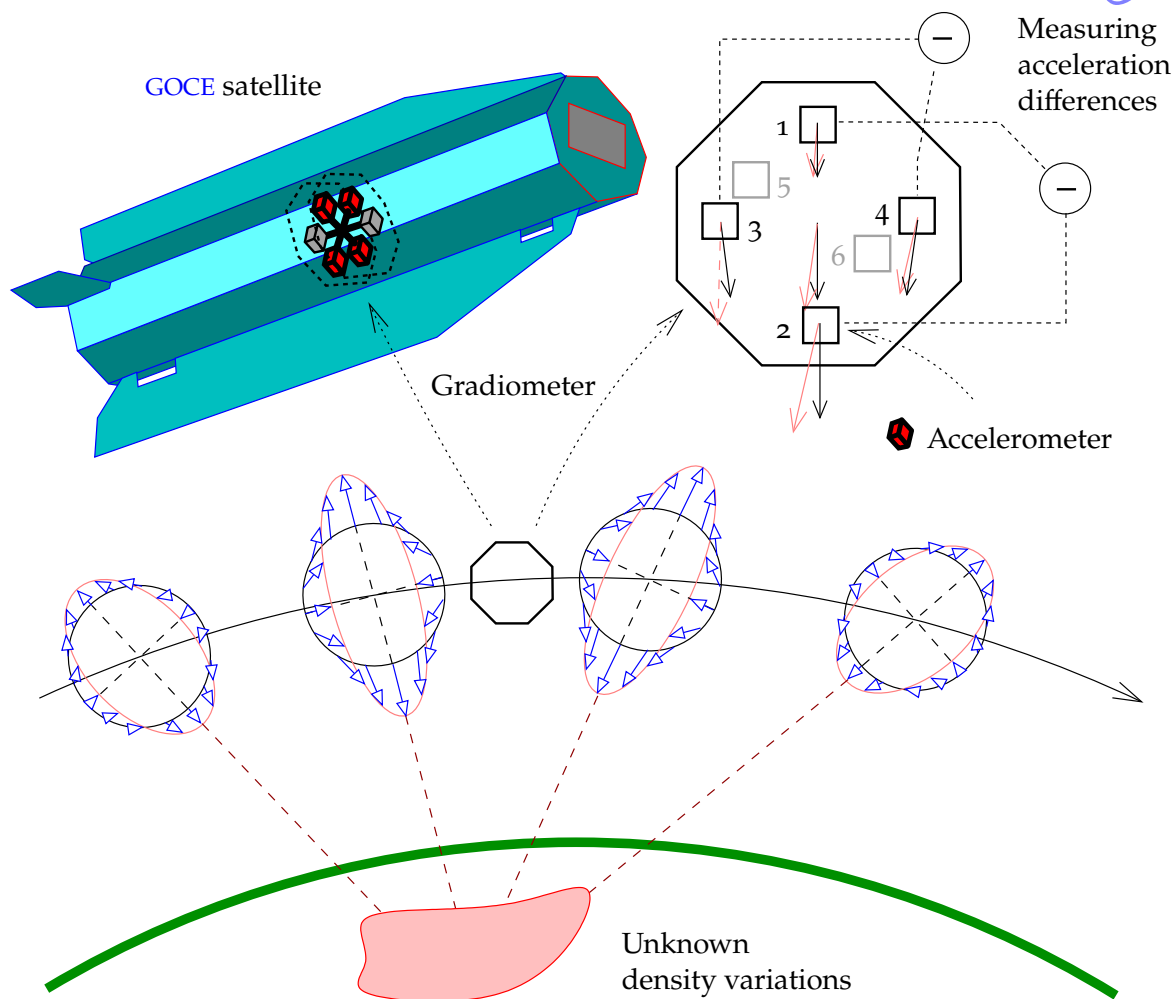 GOCE satellite
Measuring
acceleration
differences
1
5
3
4
6
2
Gradiometer
Accelerometer
Unknown
density variations